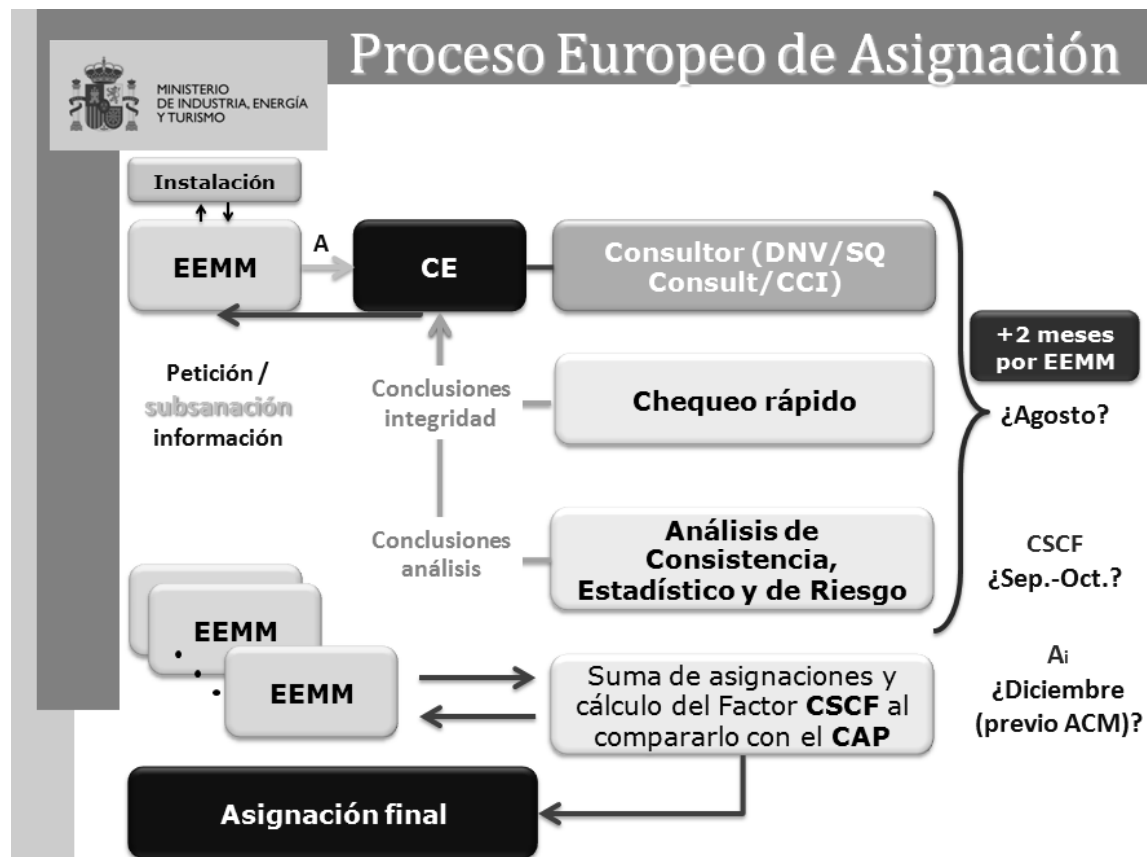 Proceso Europeo de Asignación
MINISTERIO
DE INDUSTRIA, ENERGÍA
Y TURISMO
Instalación
EEMM
A
CE
Consultor (DNV/SQ
Consult/CCI)
+2 meses
por EEMM
¿Agosto?
Petición /
subsanación
información
Conclusiones
integridad
Chequeo rápido
Conclusiones
análisis
Análisis de
Consistencia,
Estadístico y de Riesgo
CSCF
¿Sep.-Oct.?
EEMM
EEMM
Suma de asignaciones y
cálculo del Factor CSCF al
compararlo con el CAP
Ai
¿Diciembre
(previo ACM)?
Asignación final